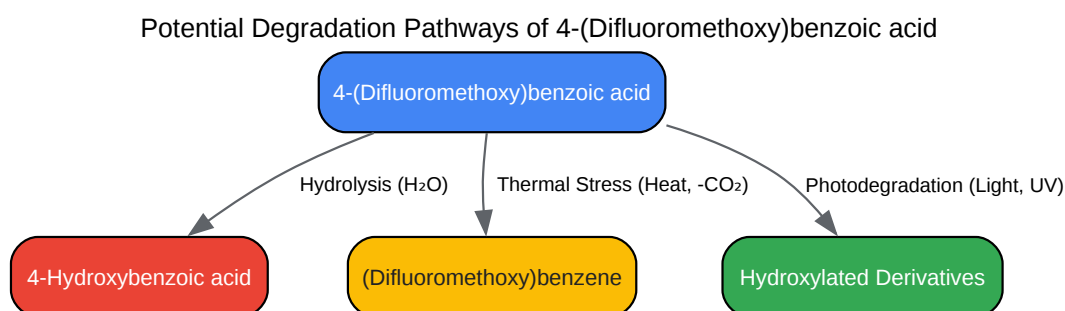 Potential Degradation Pathways of 4-(Difluoromethoxy)benzoic acid
4-(Difluoromethoxy)benzoic acid
Hydrolysis (H₂O)
Thermal Stress (Heat, -CO₂)
Photodegradation (Light, UV)
4-Hydroxybenzoic acid
(Difluoromethoxy)benzene
Hydroxylated Derivatives